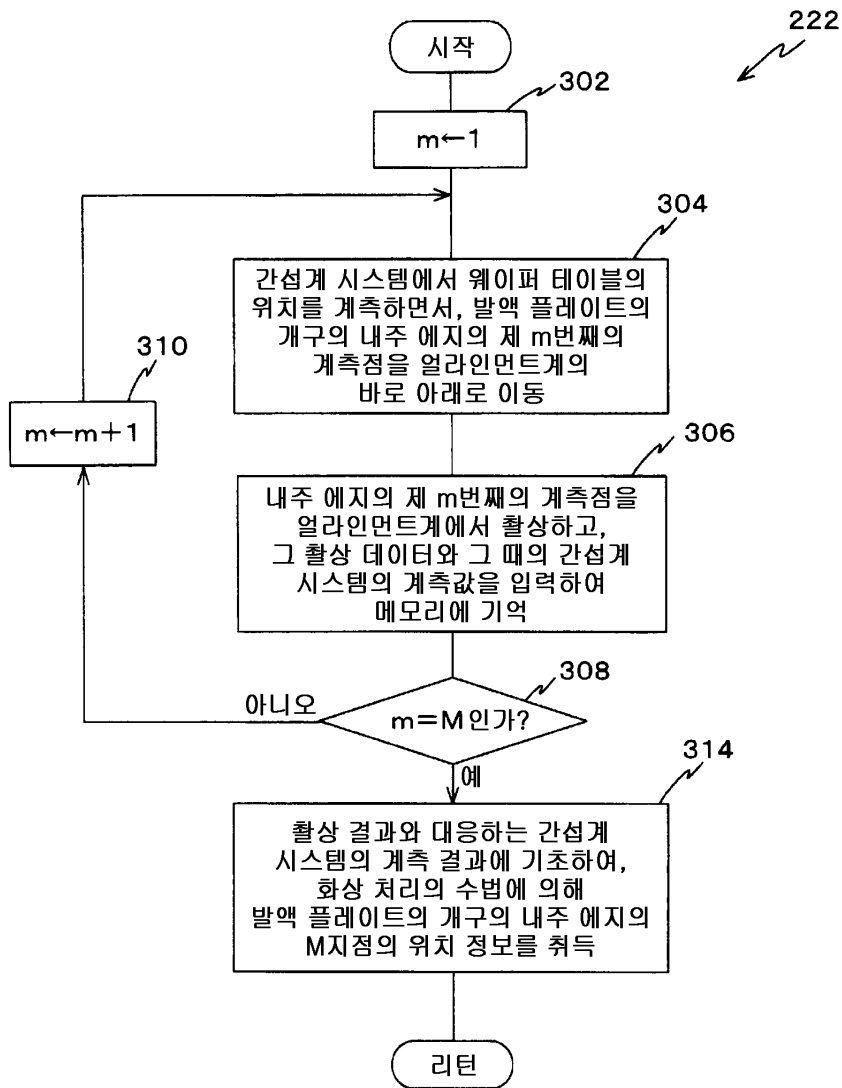 222
시작
302
m←1
304
간섭계 시스템에서 웨이퍼 테이블의
위치를 계측하면서, 발액 플레이트의
개구의 내주 에지의 제 m번째의
계측점을 얼라인먼트계의
바로 아래로 이동
310
m←m+1
306
내주 에지의 제 m번째의 계측점을
얼라인먼트계에서 촬상하고,
그 촬상 데이터와 그 때의 간섭계
시스템의 계측값을 입력하여
메모리에 기억
308
아니오
m=M인가?
예
314
촬상 결과와 대응하는 간섭계
시스템의 계측 결과에 기초하여,
화상 처리의 수법에 의해
발액 플레이트의 개구의 내주 에지의
M지점의 위치 정보를 취득
리턴